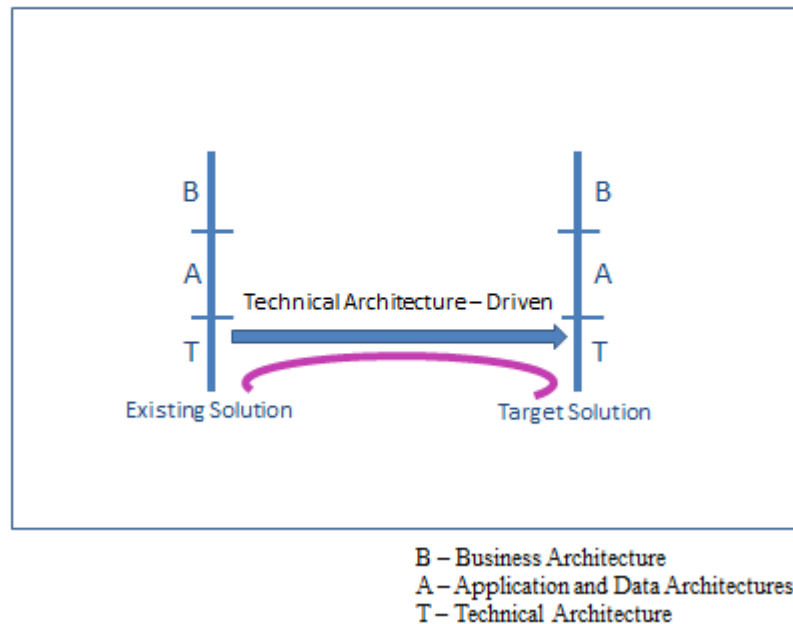 B
B
A
A
Technical Architecture – Driven
T
T
Existing Solution
Target Solution
B – Business Architecture
A – Application and Data Architectures
T – Technical Architecture